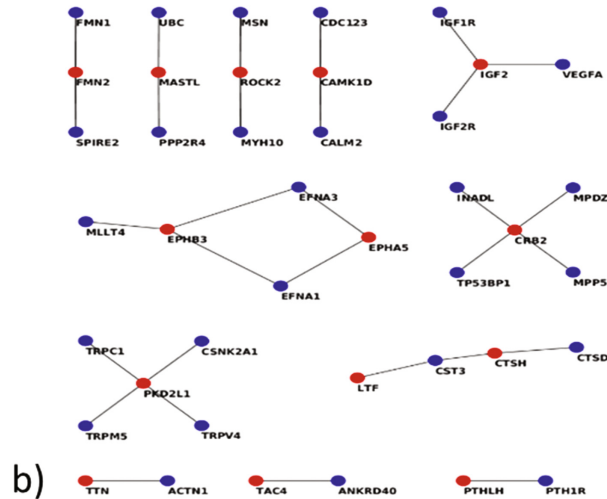 FMN1 UBC MSN CDC123 IGF1R
FMN2 MASTL ROCK2 CAMK1D IGF2 VEGFA
IGF2R
SPIRE2 PPP2R4 MYH10 CALM2
EFNA3 INADL MPDZ
MLLT4 EPHB3 EPHA5 CRB2
EFNA1 TP53BP1 MPP5
TRPC1 CSNK2A1
CST3 CTSH CTSD
PKD2L1 LTF
TRPM5 TRPV4
b) TTN ACTN1 TAC4 ANKRD40 PTHLH PTH1R